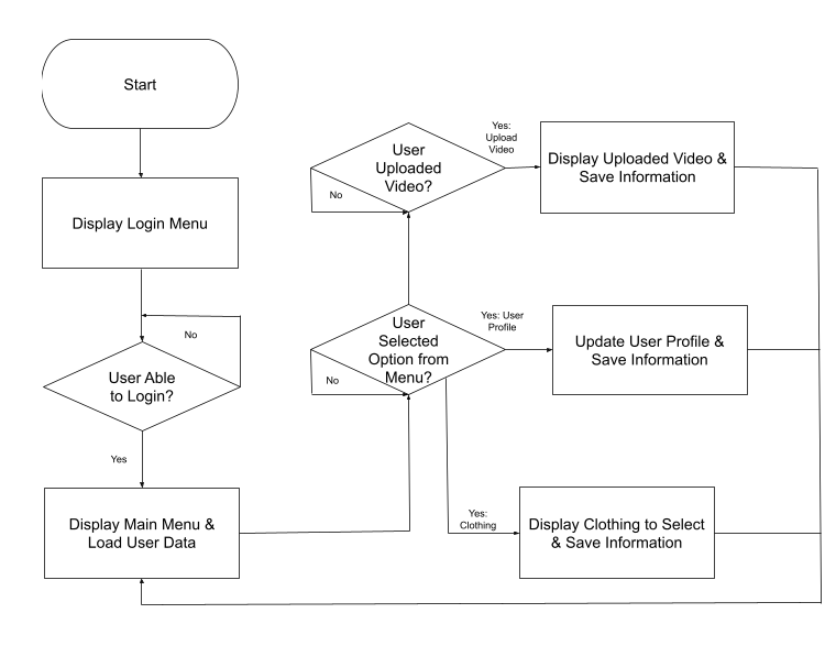 Start
Display Login Menu
No
User Able
to Login?
Yes
Display Main Menu &
Load User Data
User
Uploaded
Video?
No
Yes:
Upload
Video
Display Uploaded Video &
Save Information
User
Selected
Option from
Menu?
No
Yes: User
Profile
Update User Profile &
Save Information
Yes:
Clothing
Display Clothing to Select
& Save Information